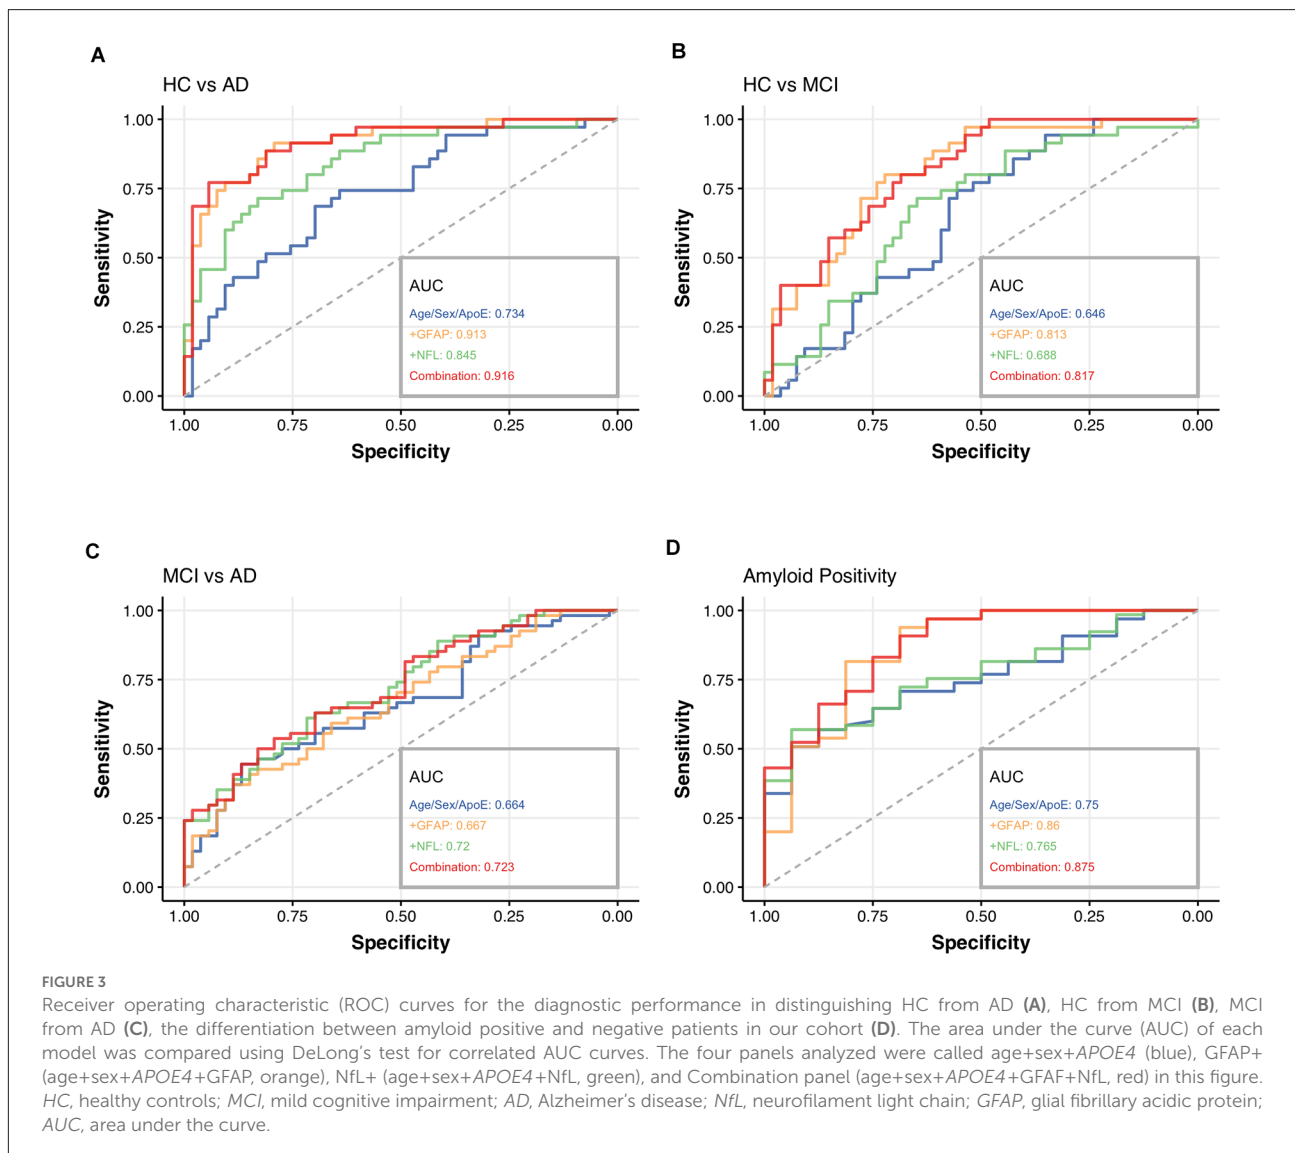 A
HC vs AD
1.00
0.75
0.50
0.25
0.00
Sensitivity
AUC
Age/Sex/ApoE: 0.734
+GFAP: 0.913
+NFL: 0.845
Combination: 0.916
1.00 0.75 0.50 0.25 0.00
Specificity
B
HC vs MCI
1.00
0.75
0.50
0.25
0.00
Sensitivity
AUC
Age/Sex/ApoE: 0.646
+GFAP: 0.813
+NFL: 0.688
Combination: 0.817
1.00 0.75 0.50 0.25 0.00
Specificity
C
MCI vs AD
1.00
0.75
0.50
0.25
0.00
Sensitivity
AUC
Age/Sex/ApoE: 0.664
+GFAP: 0.667
+NFL: 0.72
Combination: 0.723
1.00 0.75 0.50 0.25 0.00
Specificity
D
Amyloid Positivity
1.00
0.75
0.50
0.25
0.00
Sensitivity
AUC
Age/Sex/ApoE: 0.75
+GFAP: 0.86
+NFL: 0.765
Combination: 0.875
1.00 0.75 0.50 0.25 0.00
Specificity
FIGURE 3
Receiver operating characteristic (ROC) curves for the diagnostic performance in distinguishing HC from AD (A), HC from MCI (B), MCI
from AD (C), the differentiation between amyloid positive and negative patients in our cohort (D). The area under the curve (AUC) of each
model was compared using DeLong's test for correlated AUC curves. The four panels analyzed were called age+sex+APOE4 (blue), GFAP+
(age+sex+APOE4+GFAP, orange), NfL+ (age+sex+APOE4+NfL, green), and Combination panel (age+sex+APOE4+GFAF+NfL, red) in this figure.
HC, healthy controls; MCI, mild cognitive impairment; AD, Alzheimer's disease; NfL, neurofilament light chain; GFAP, glial fibrillary acidic protein;
AUC, area under the curve.